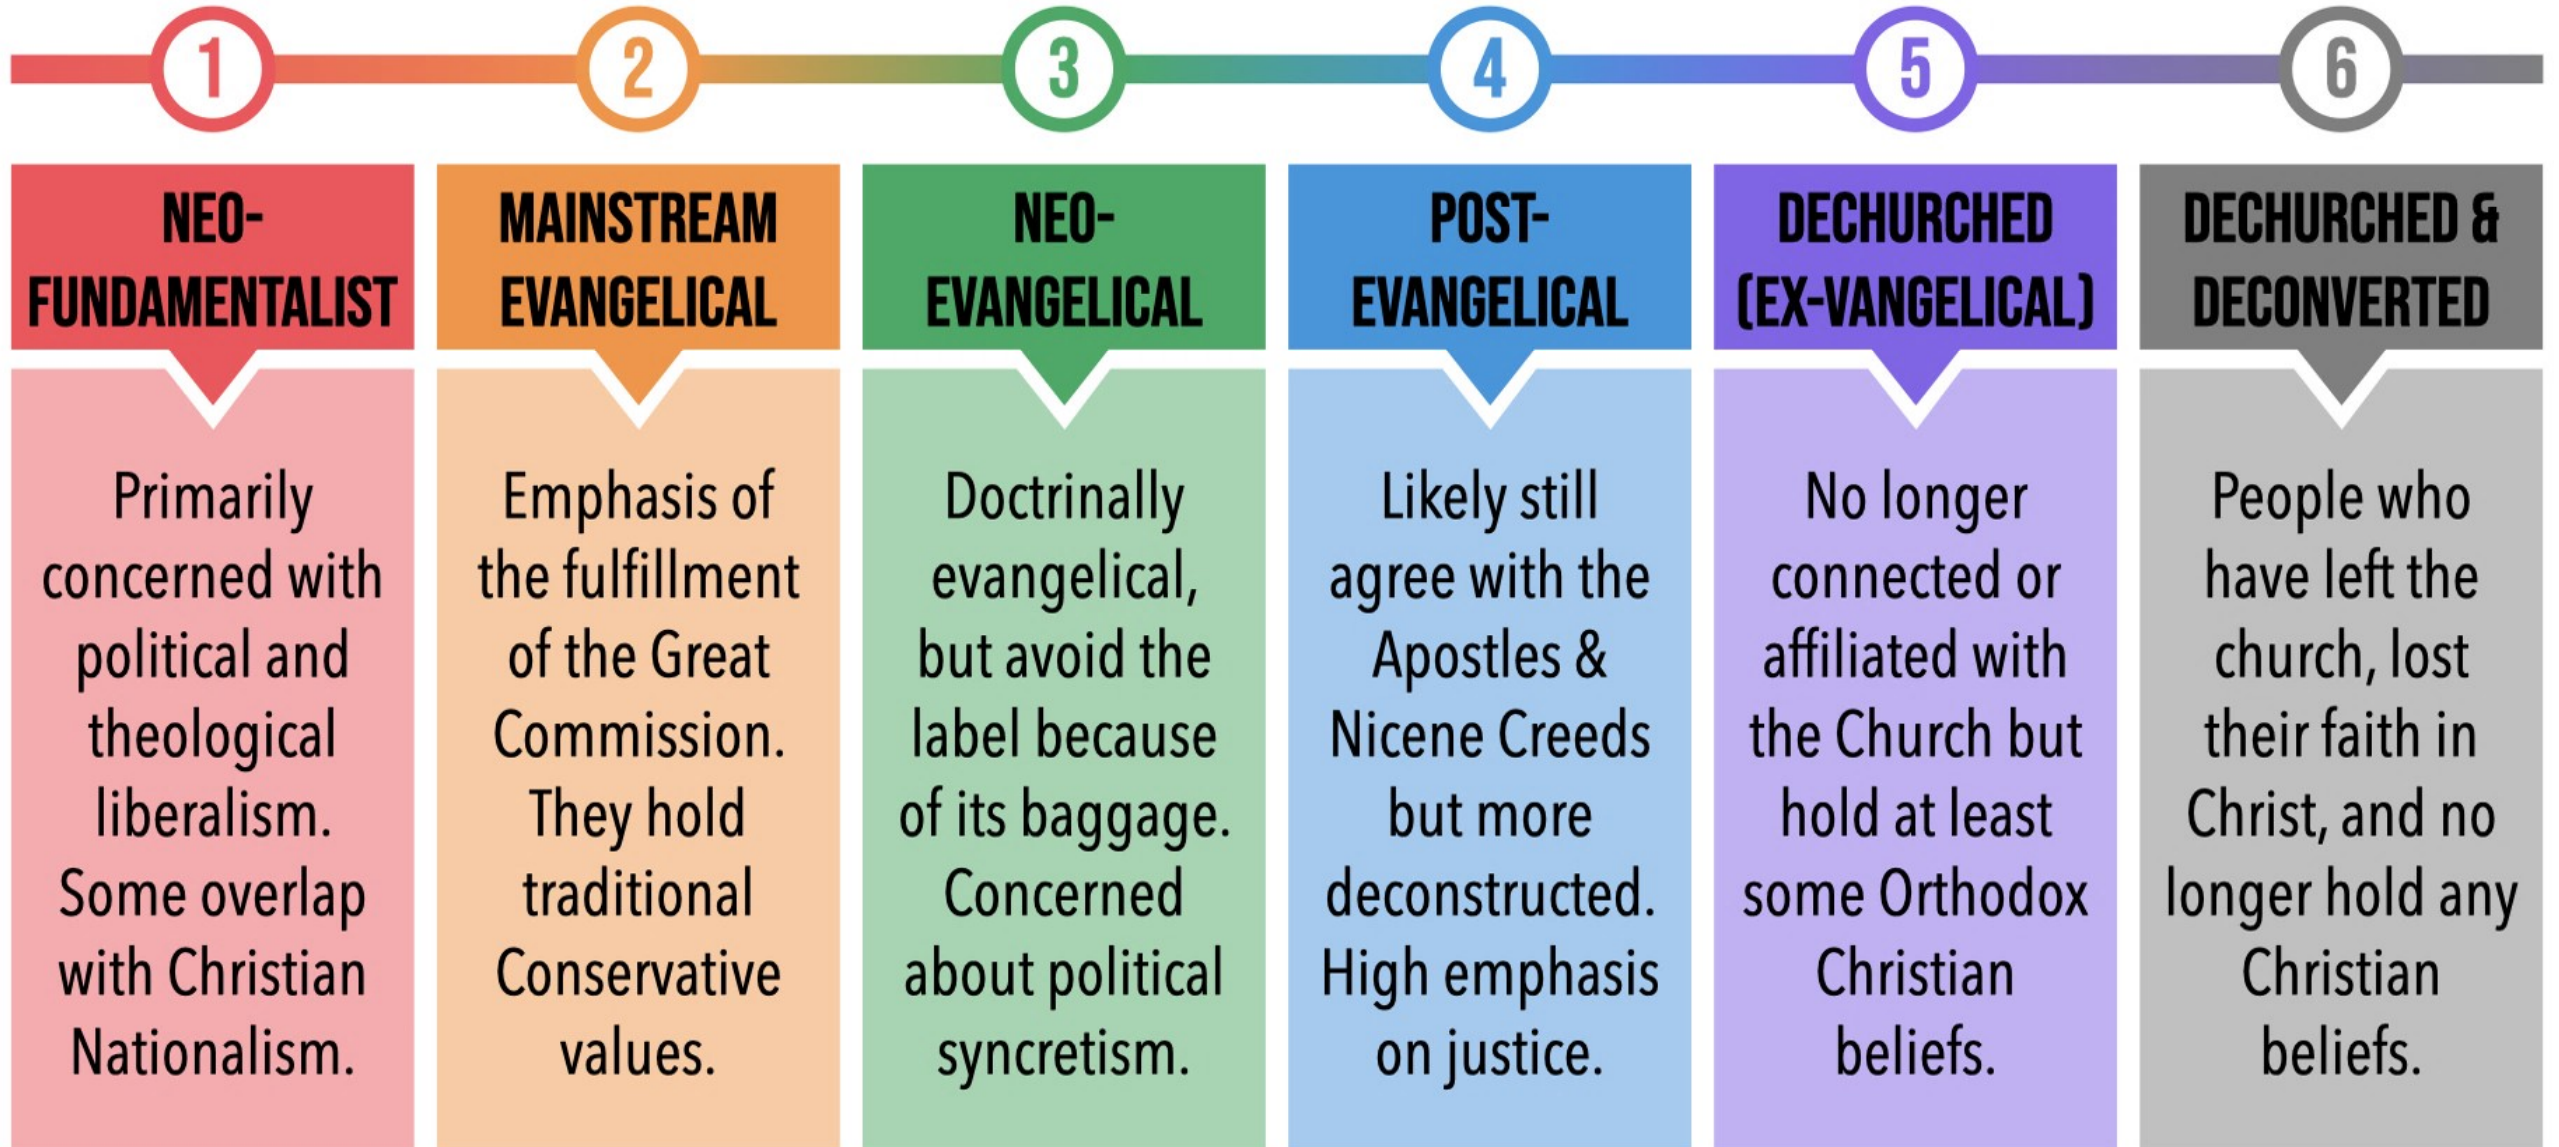 1
2
3
4
5
6
NEO-
FUNDAMENTALIST
MAINSTREAM
EVANGELICAL
NEO-
EVANGELICAL
POST-
EVANGELICAL
DECHURCHED
(EX-VANGELICAL)
DECHURCHED &
DECONVERTED
Primarily
concerned with
political and
theological
liberalism.
Some overlap
with Christian
Nationalism.
Emphasis of
the fulfillment
of the Great
Commission.
They hold
traditional
Conservative
values.
Doctrinally
evangelical,
but avoid the
label because
of its baggage.
Concerned
about political
syncretism.
Likely still
agree with the
Apostles &
Nicene Creeds
but more
deconstructed.
High emphasis
on justice.
No longer
connected or
affiliated with
the Church but
hold at least
some Orthodox
Christian
beliefs.
People who
have left the
church, lost
their faith in
Christ, and no
longer hold any
Christian
beliefs.